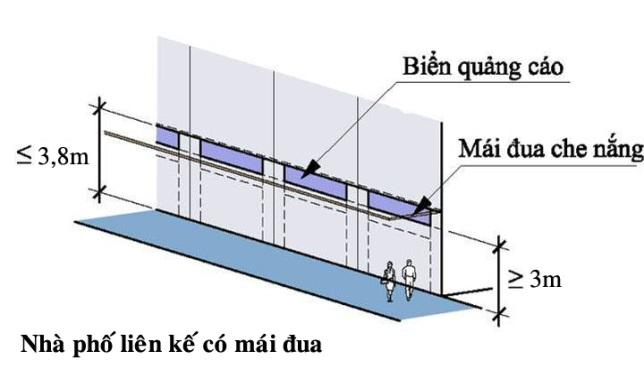 Biển quảng cáo
Mái đua che nắng
≤ 3,8m
≥ 3m
Nhà phố liên kế có mái đua